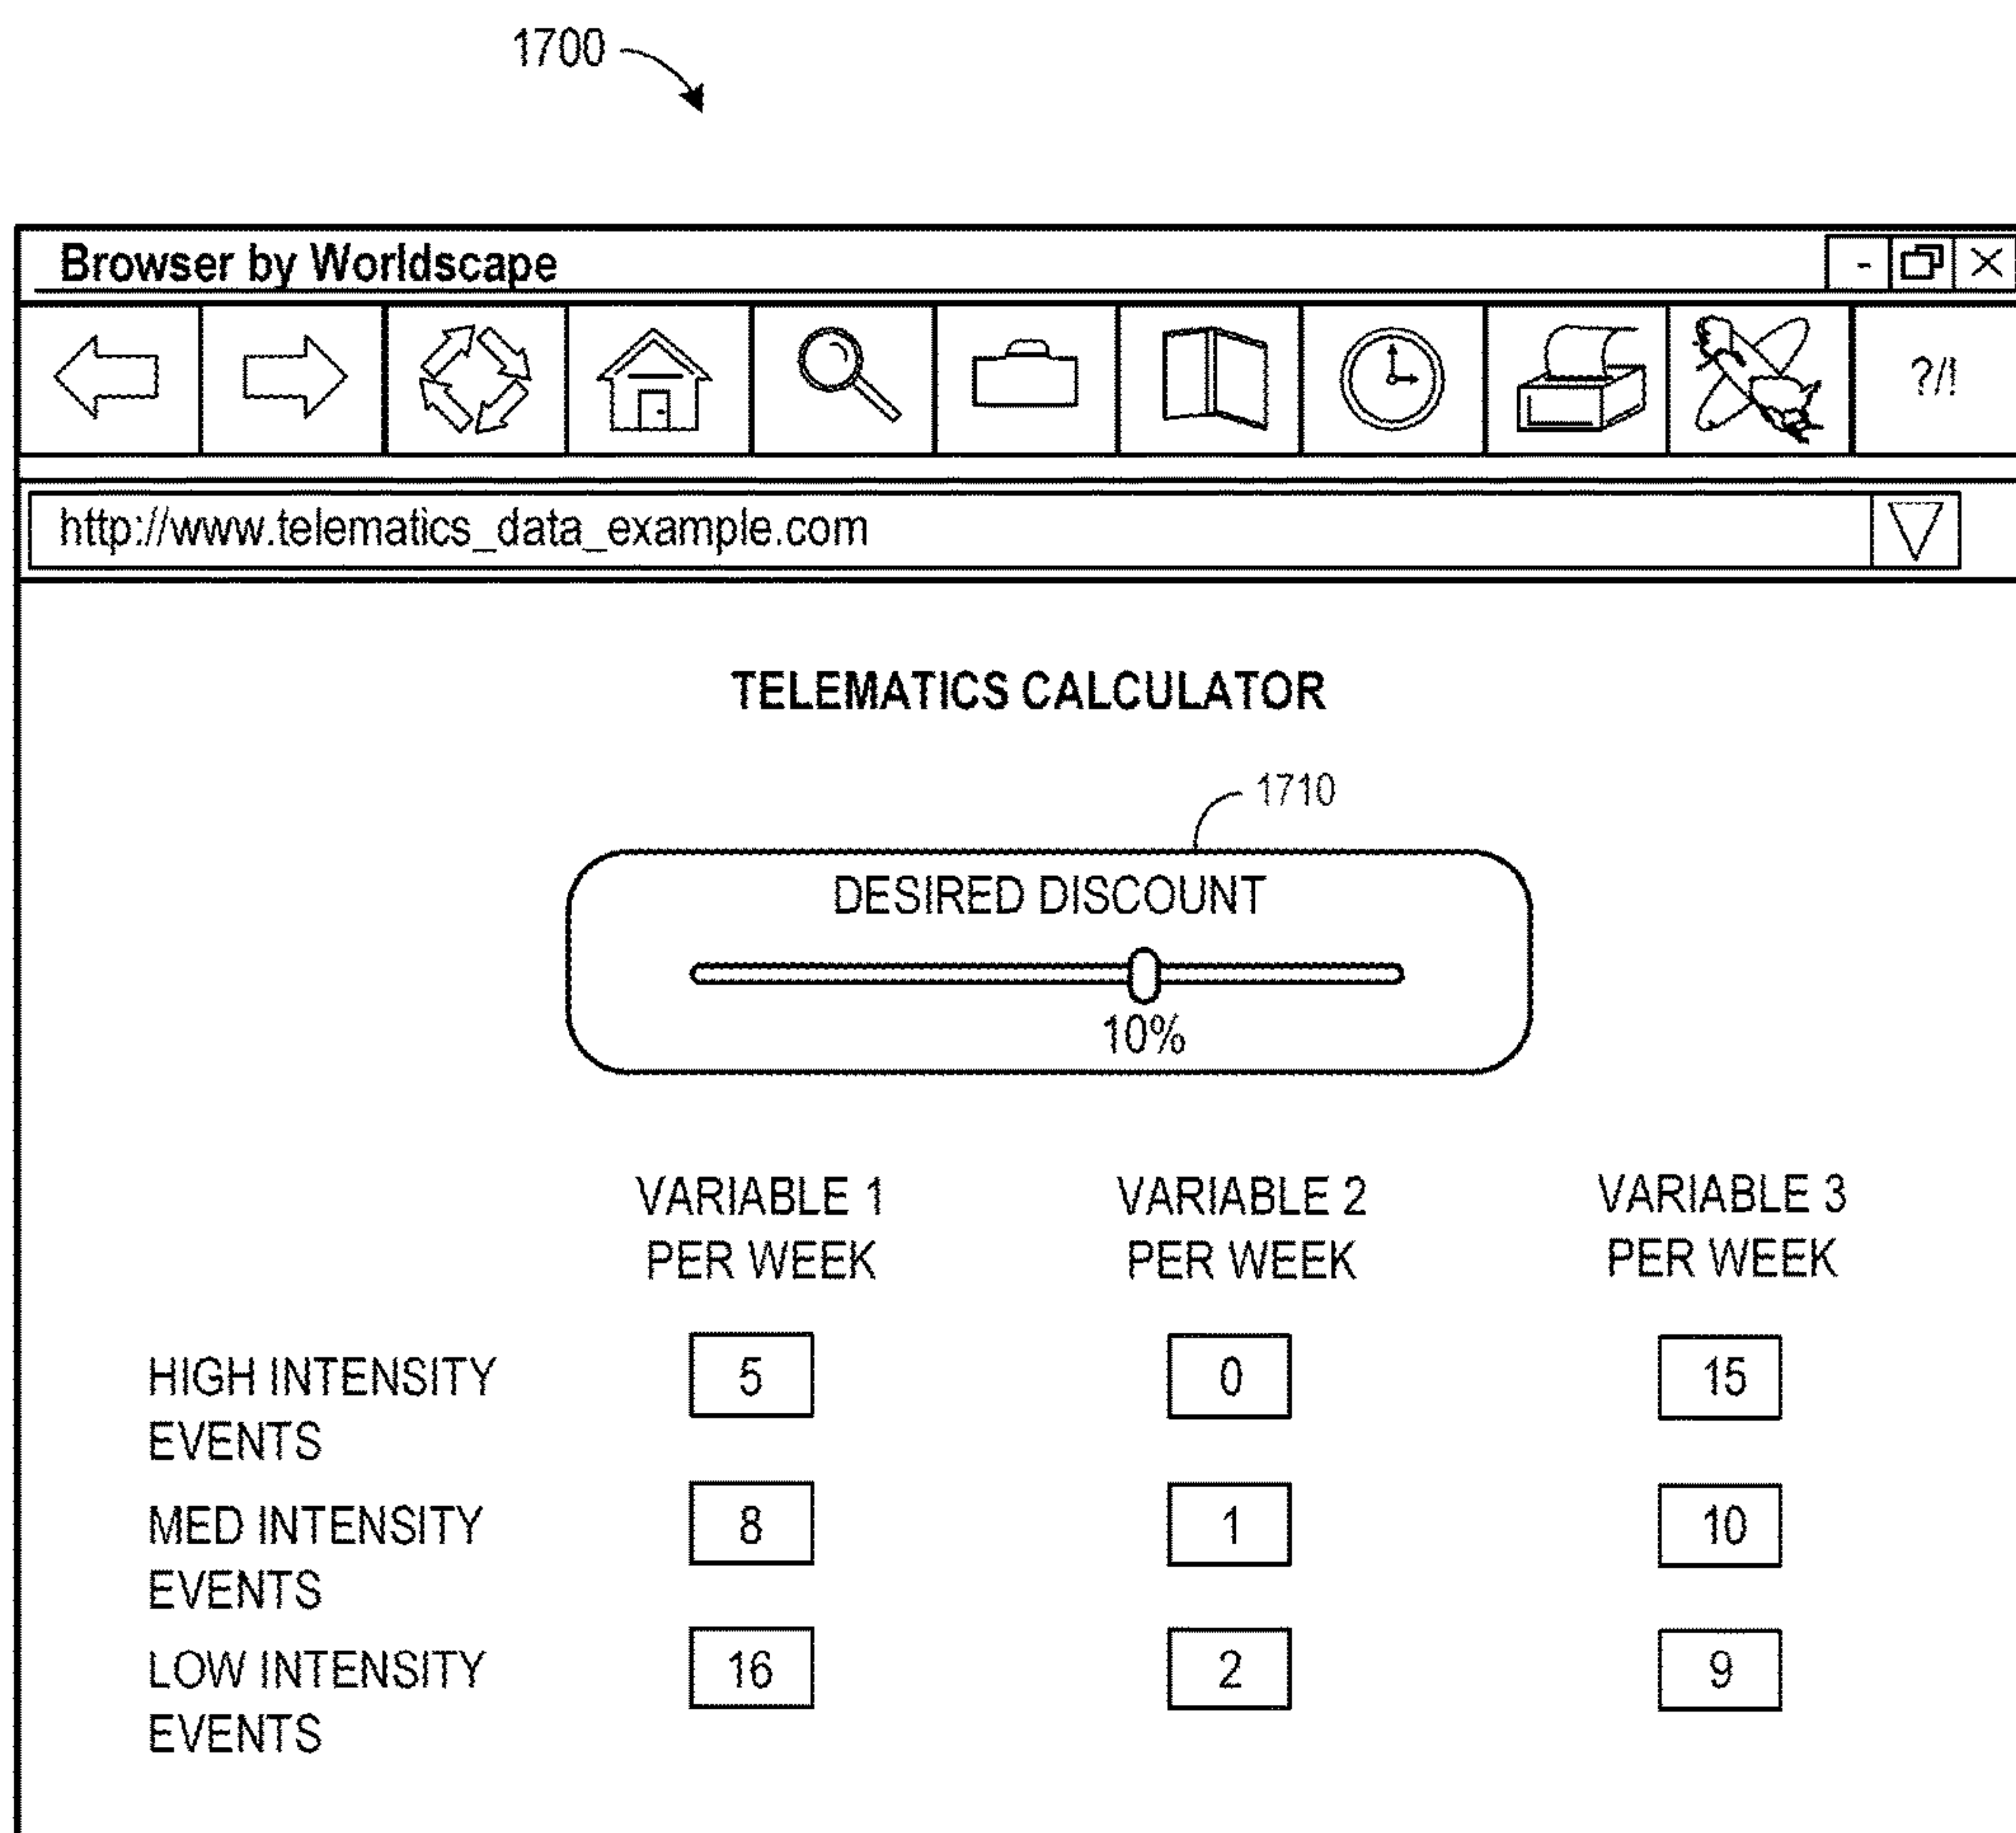 1700
Browser by Worldscape
?/!
http://www.telematics_data_example.com
TELEMATICS CALCULATOR
1710
DESIRED DISCOUNT
10%
VARIABLE 1 VARIABLE 2 VARIABLE 3
PER WEEK PER WEEK PER WEEK
HIGH INTENSITY 5 0 15
EVENTS
MED INTENSITY 8 1 10
EVENTS
LOW INTENSITY 16 2 9
EVENTS